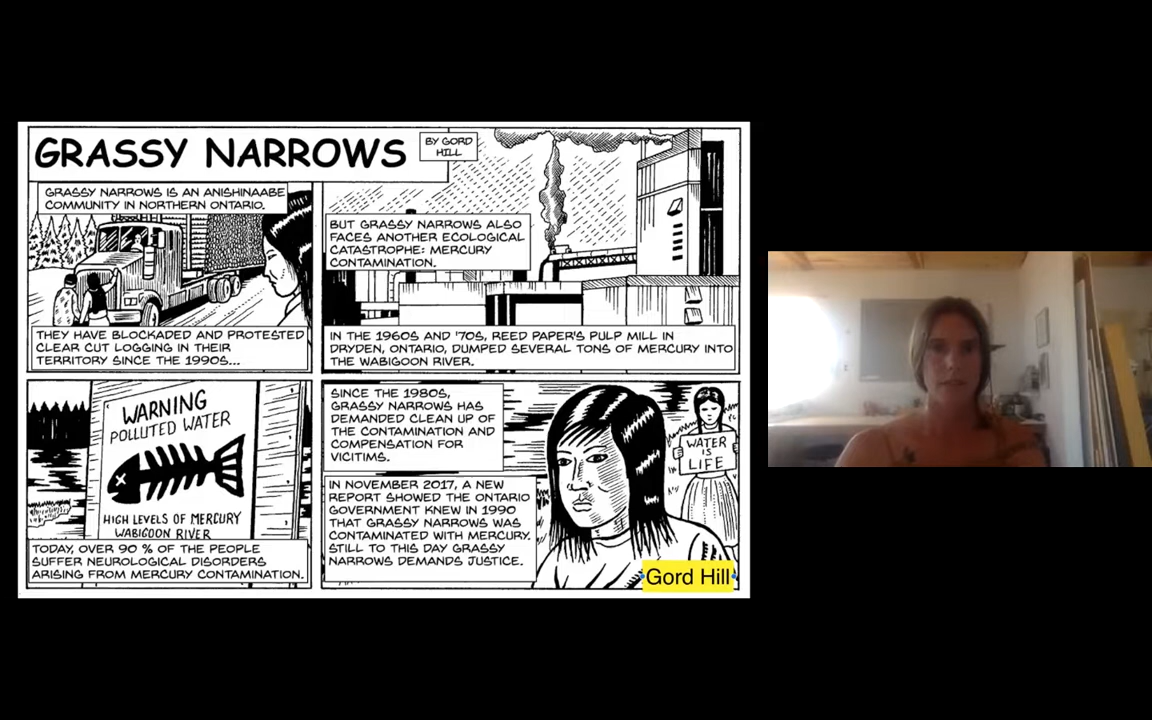 GRASSY NARROWS
BY GORD
HILL
GRASSY NARROWS IS AN ANISHINAABE
COMMUNITY IN NORTHERN ONTARIO.
THEY HAVE BLOCKADED AND PROTESTED
CLEAR CUT LOGGING IN THEIR
TERRITORY SINCE THE 1990S...
BUT GRASSY NARROWS ALSO
FACES ANOTHER ECOLOGICAL
CATASTROPHE: MERCURY
CONTAMINATION.
IN THE 1960S AND '70S, REED PAPER'S PULP MILL IN
DRYDEN, ONTARIO, DUMPED SEVERAL TONS OF MERCURY INTO
THE WABIGOON RIVER.
WARNING
POLLUTED WATER
HIGH LEVELS OF MERCURY
WABIGOON RIVER
TODAY, OVER 90 % OF THE PEOPLE
SUFFER NEUROLOGICAL DISORDERS
ARISING FROM MERCURY CONTAMINATION.
SINCE THE 1980S,
GRASSY NARROWS HAS
DEMANDED CLEAN UP OF
THE CONTAMINATION AND
COMPENSATION FOR
VICITIMS.
IN NOVEMBER 2017, A NEW
REPORT SHOWED THE ONTARIO
GOVERNMENT KNEW IN 1990
THAT GRASSY NARROWS WAS
CONTAMINATED WITH MERCURY.
STILL TO THIS DAY GRASSY
NARROWS DEMANDS JUSTICE.
WATER
IS
LIFE
Gord Hill